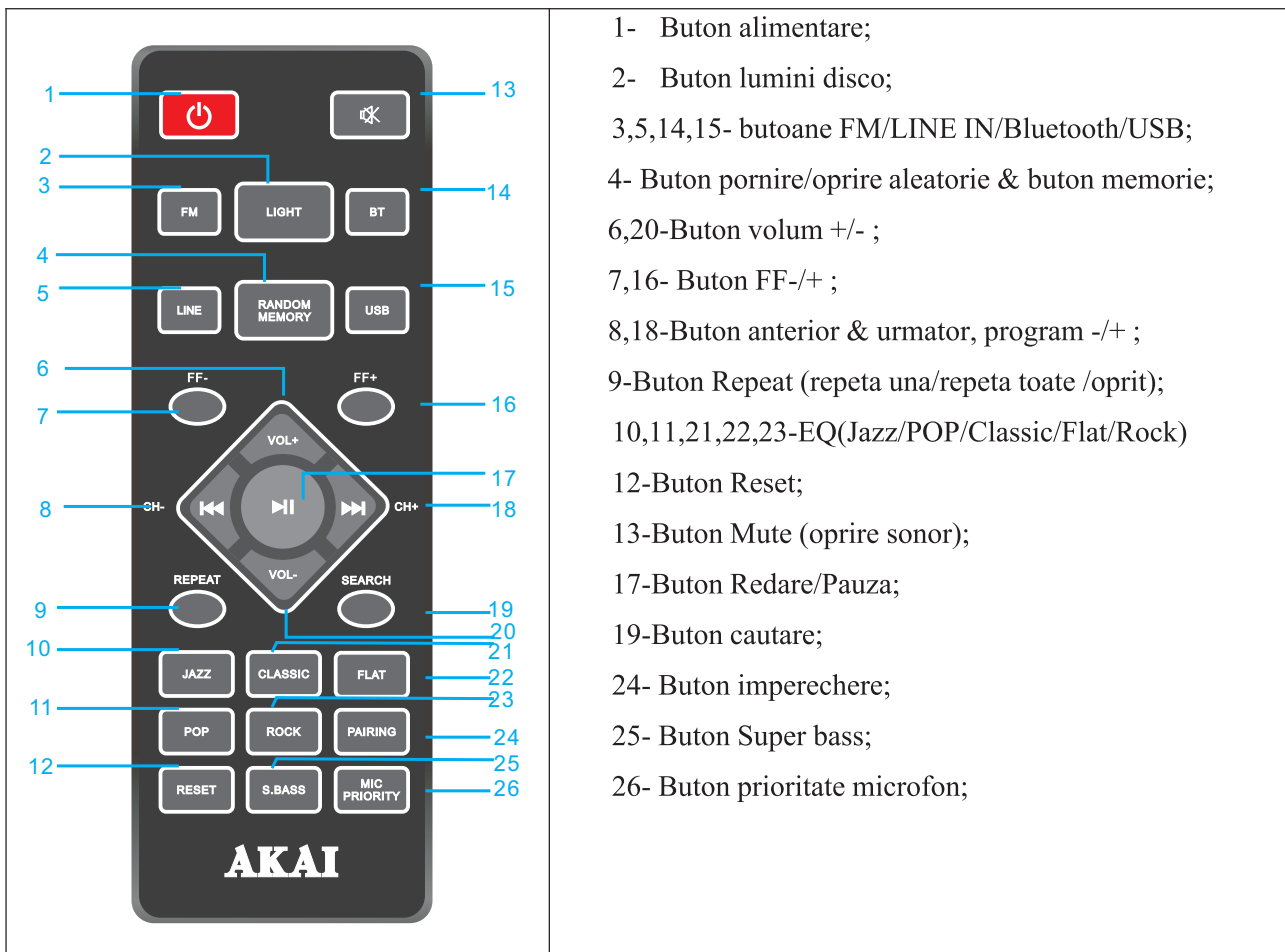 1
13
2
3
FM
LIGHT
BT
14
4
5
LINE
RANDOM
MEMORY
USB
15
6
FF-
FF+
7
16
VOL+
17
8
CH-
CH+
18
VOL-
REPEAT
SEARCH
9
19
20
10
21
JAZZ
CLASSIC
FLAT
22
23
11
POP
ROCK
PAIRING
24
12
25
RESET
S.BASS
MIC
PRIORITY
26
AKAI
1- Buton alimentare;
2- Buton lumini disco;
3,5,14,15- butoane FM/LINE IN/Bluetooth/USB;
4- Buton pornire/oprire aleatorie & buton memorie;
6,20-Buton volum +/- ;
7,16- Buton FF-/+ ;
8,18-Buton anterior & urmator, program -/+ ;
9-Buton Repeat (repeta una/repeta toate /oprit);
10,11,21,22,23-EQ(Jazz/POP/Classic/Flat/Rock)
12-Buton Reset;
13-Buton Mute (oprire sonor);
17-Buton Redare/Pauza;
19-Buton cautare;
24- Buton imperechere;
25- Buton Super bass;
26- Buton prioritate microfon;